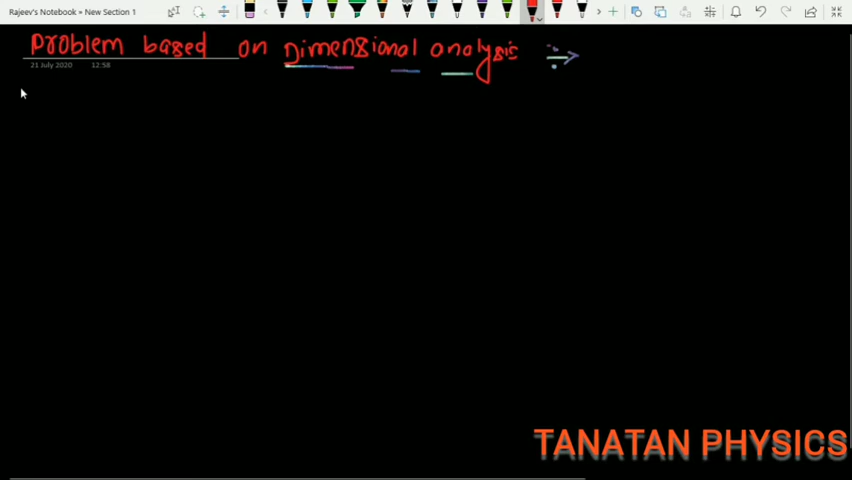 Rajeev's Notebook » New Section 1
Problem based on Dimensional analysis
21 July 2020 12:58
TANATAN PHYSICS